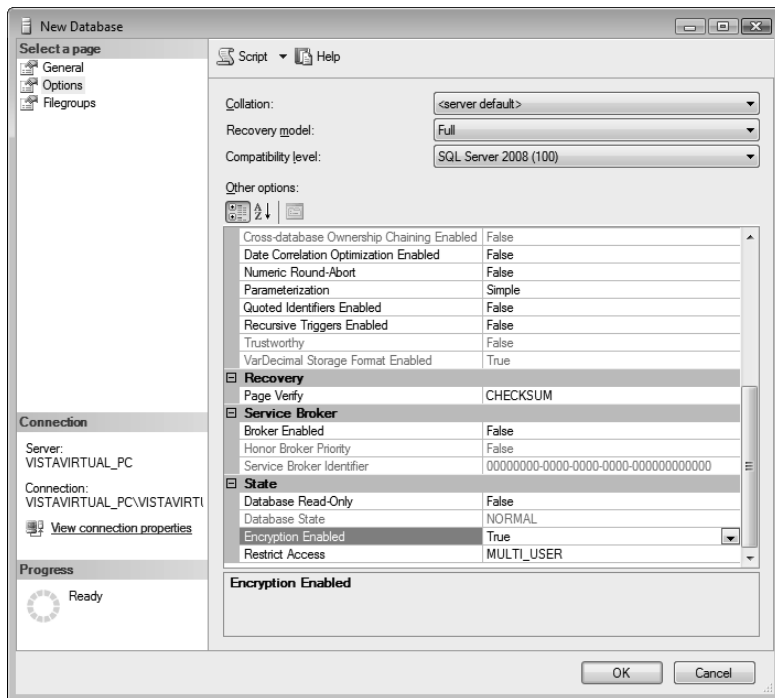 New Database
Select a page
General
Options
Filegroups
Script
Help
Collation:
<server default>
Recovery model:
Full
Compatibility level:
SQL Server 2008 (100)
Other options:
Cross-database Ownership Chaining Enabled False
Date Correlation Optimization Enabled False
Numeric Round-Abort False
Parameterization Simple
Quoted Identifiers Enabled False
Recursive Triggers Enabled False
Trustworthy False
VarDecimal Storage Format Enabled True
Recovery
Page Verify CHECKSUM
Service Broker
Broker Enabled False
Honor Broker Priority False
Service Broker Identifier 00000000-0000-0000-0000-000000000000
State
Database Read-Only False
Database State NORMAL
Encryption Enabled True
Restrict Access MULTI_USER
Encryption Enabled
Connection
Server:
VISTAVIRTUAL_PC
Connection:
VISTAVIRTUAL_PC\VISTAVIRTU
View connection properties
Progress
Ready
OK
Cancel